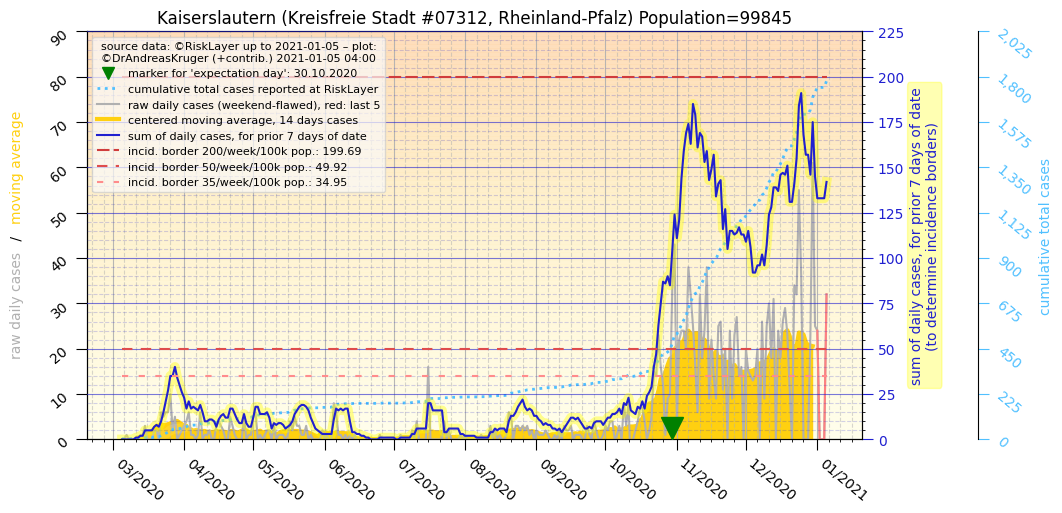 Kaiserslautern (Kreisfreie Stadt #07312, Rheinland-Pfalz) Population=99845
source data: ©RiskLayer up to 2021-01-05 – plot:
©DrAndreasKruger (+contrib.) 2021-01-05 04:00
marker for 'expectation day': 30.10.2020
cumulative total cases reported at RiskLayer
raw daily cases (weekend-flawed), red: last 5
centered moving average, 14 days cases
sum of daily cases, for prior 7 days of date
incid. border 200/week/100k pop.: 199.69
incid. border 50/week/100k pop.: 49.92
incid. border 35/week/100k pop.: 34.95
raw daily cases / moving average
90
80
70
60
50
40
30
20
10
0
03/2020
04/2020
05/2020
06/2020
07/2020
08/2020
09/2020
10/2020
11/2020
12/2020
01/2021
225
200
175
150
125
100
75
50
25
0
sum of daily cases, for prior 7 days of date
(to determine incidence borders)
2,025
1,800
1,575
1,350
1,125
900
675
450
225
0
cumulative total cases